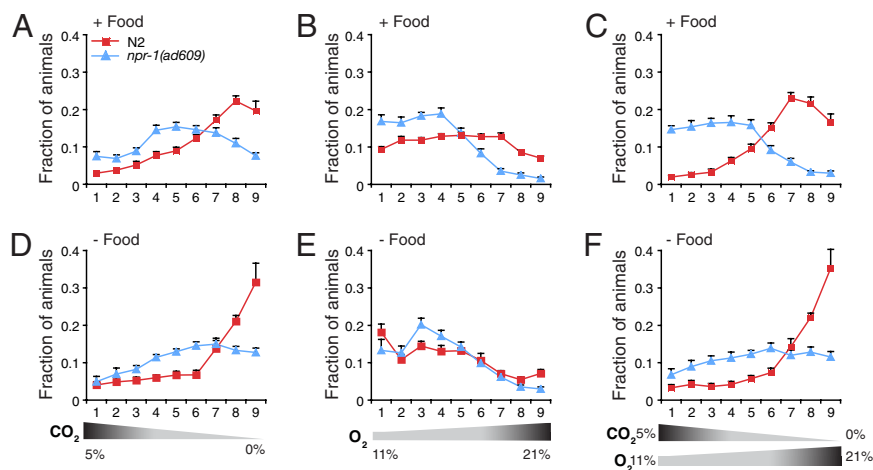 A + Food
N2
npr-1(ad609)
Fraction of animals
0.4
0.3
0.2
0.1
0
1 2 3 4 5 6 7 8 9
B + Food
Fraction of animals
0.4
0.3
0.2
0.1
0
1 2 3 4 5 6 7 8 9
C + Food
Fraction of animals
0.4
0.3
0.2
0.1
0
1 2 3 4 5 6 7 8 9
D - Food
Fraction of animals
0.4
0.3
0.2
0.1
0
1 2 3 4 5 6 7 8 9
CO2
5% 0%
E - Food
Fraction of animals
0.4
0.3
0.2
0.1
0
1 2 3 4 5 6 7 8 9
O2
11% 21%
F - Food
Fraction of animals
0.4
0.3
0.2
0.1
0
1 2 3 4 5 6 7 8 9
CO2 5% 0%
O2 11% 21%